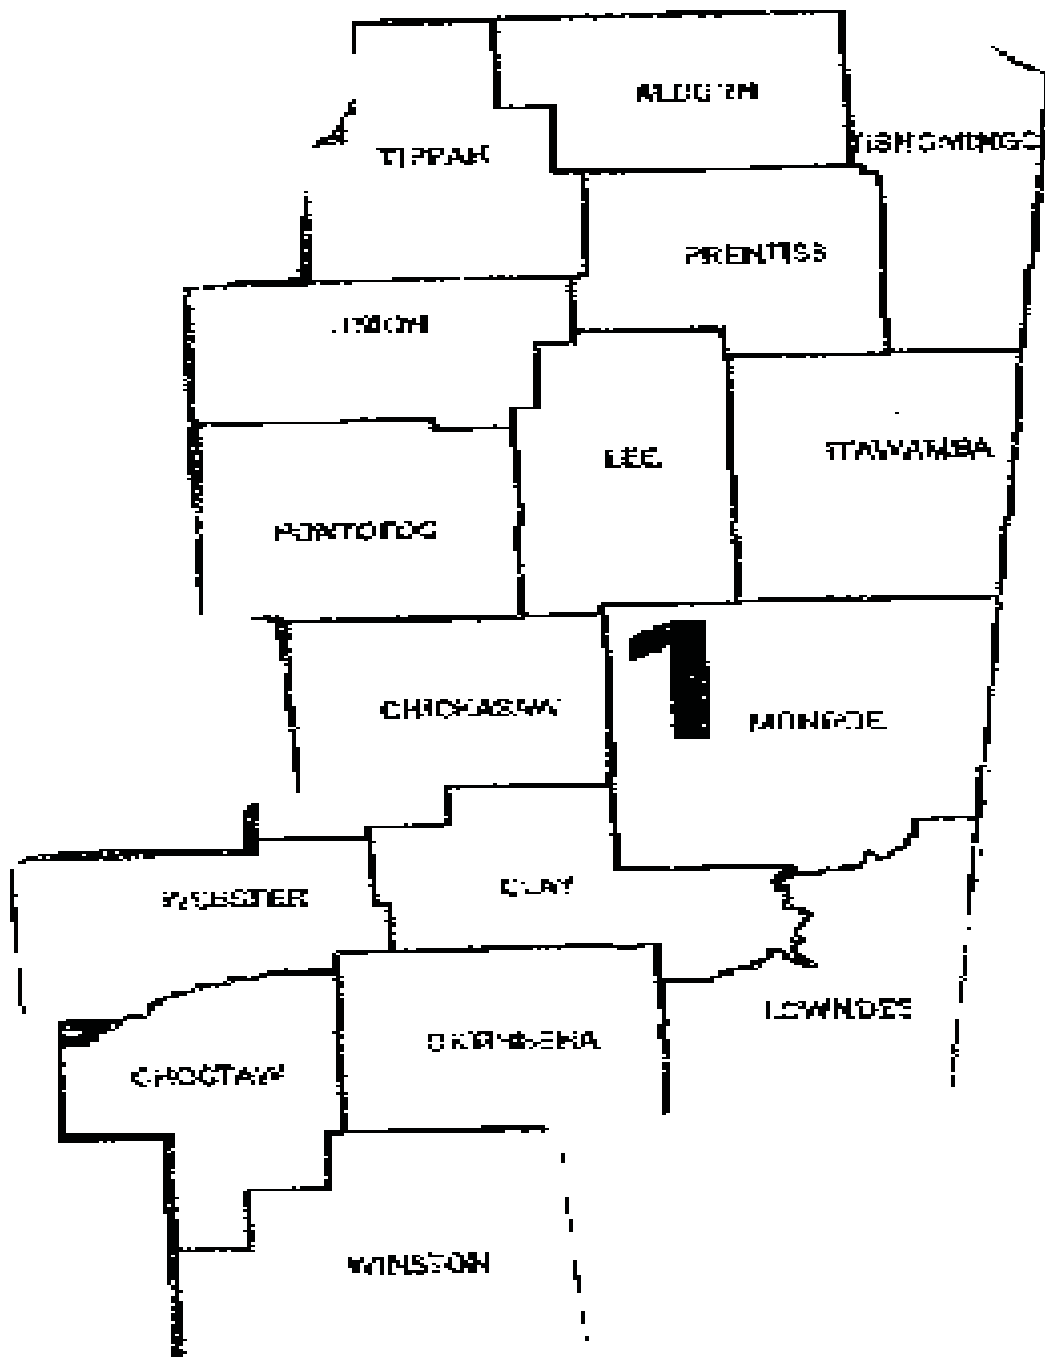 ALCORN
TISHOMINGO
TIPPAH
PRENTISS
UNION
ITAWAMBA
LEE
PONTOTOC
1
CHICKASAW
MONROE
CLAY
WEBSTER
LOWNDES
OKTIBBEHA
CHOCTAW
WINSTON